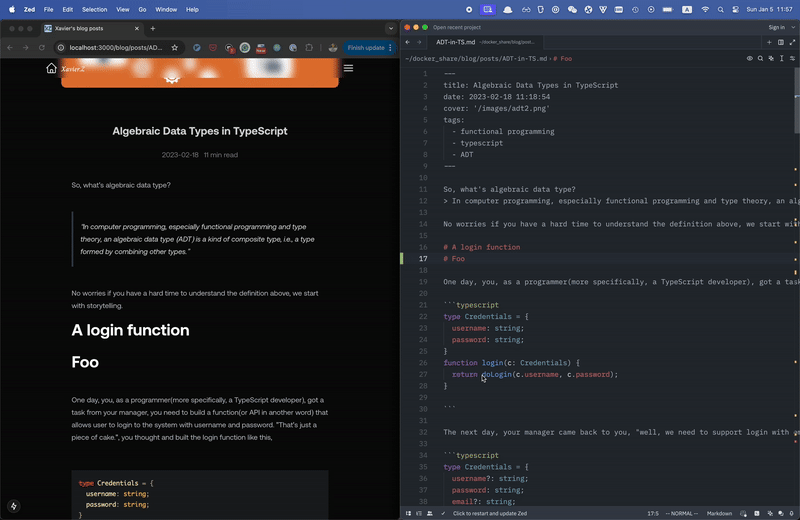 Zed File Edit Selection View Go Window Help
Sun Jan 5 11:57
Xavier's blog posts
localhost:3000/blog/posts/AD...
Finish update
Xavier Z
Algebraic Data Types in TypeScript
2023-02-18 11 min read
So, what's algebraic data type?
"In computer programming, especially functional programming and type
theory, an algebraic data type (ADT) is a kind of composite type, i.e., a type
formed by combining other types."
No worries if you have a hard time to understand the definition above, we start
with storytelling.
A login function
Foo
One day, you, as a programmer(more specifically, a TypeScript developer), got a
task from your manager, you need to build a function(or API in another word) that
allows user to login to the system with username and password. "That's just a
piece of cake.", you thought and built the login function like this,
type Credentials = {
username: string;
password: string;
}
Open recent project
Sign in
ADT-in-TS.md ~/docker_share/blog/post...
~/docker_share/blog/posts/ADT-in-TS.md › # Foo
1 ---
2 title: Algebraic Data Types in TypeScript
3 date: 2023-02-18 11:18:54
4 cover: '/images/adt2.png'
5 tags:
6 - functional programming
7 - typescript
8 - ADT
9 ---
10
11 So, what's algebraic data type?
12 > In computer programming, especially functional programming and type theory, an alg
13
14 No worries if you have a hard time to understand the definition above, we start with
15
16 # A login function
17 # Foo
18
19 One day, you, as a programmer(more specifically, a TypeScript developer), got a task
20
21 ```typescript
22 type Credentials = {
23 username: string;
24 password: string;
25 }
26 function login(c: Credentials) {
27 return doLogin(c.username, c.password);
28 }
29
30 ```
31
32 The next day, your manager came back to you, "well, we need to support login with em
33
34 ```typescript
35 type Credentials = {
36 username?: string;
37 password: string;
38 email?: string;
Click to restart and update Zed
17:5 -- NORMAL -- Markdown